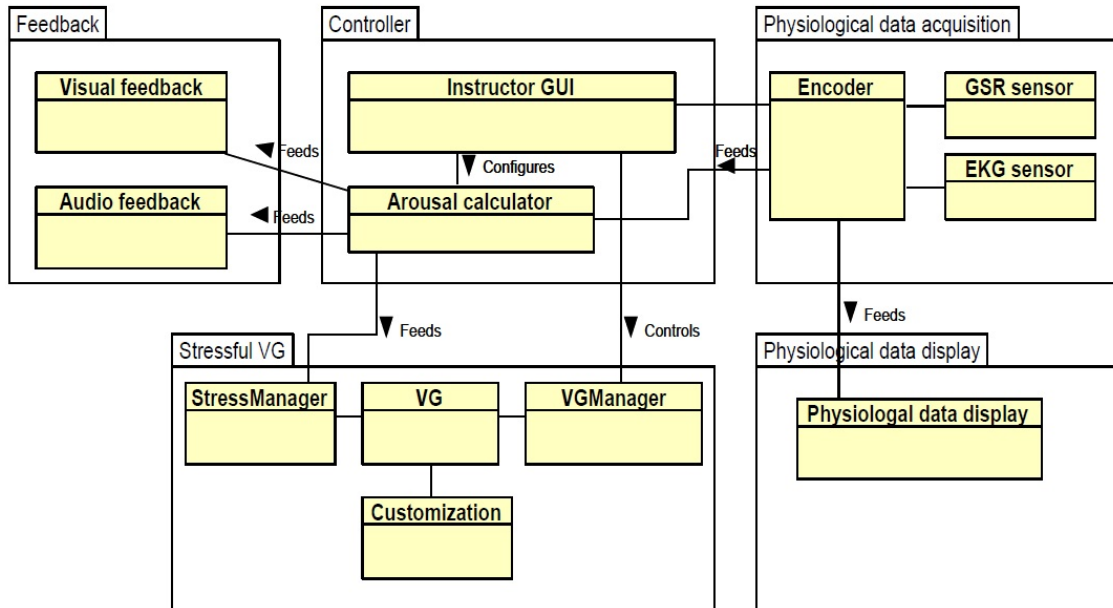 Feedback
Visual feedback
Audio feedback
Feeds
Feeds
Controller
Instructor GUI
Configures
Arousal calculator
Physiological data acquisition
Encoder
GSR sensor
EKG sensor
Feeds
Feeds
Controls
Feeds
Stressful VG
StressManager
VG
VGManager
Customization
Physiological data display
Physiologal data display